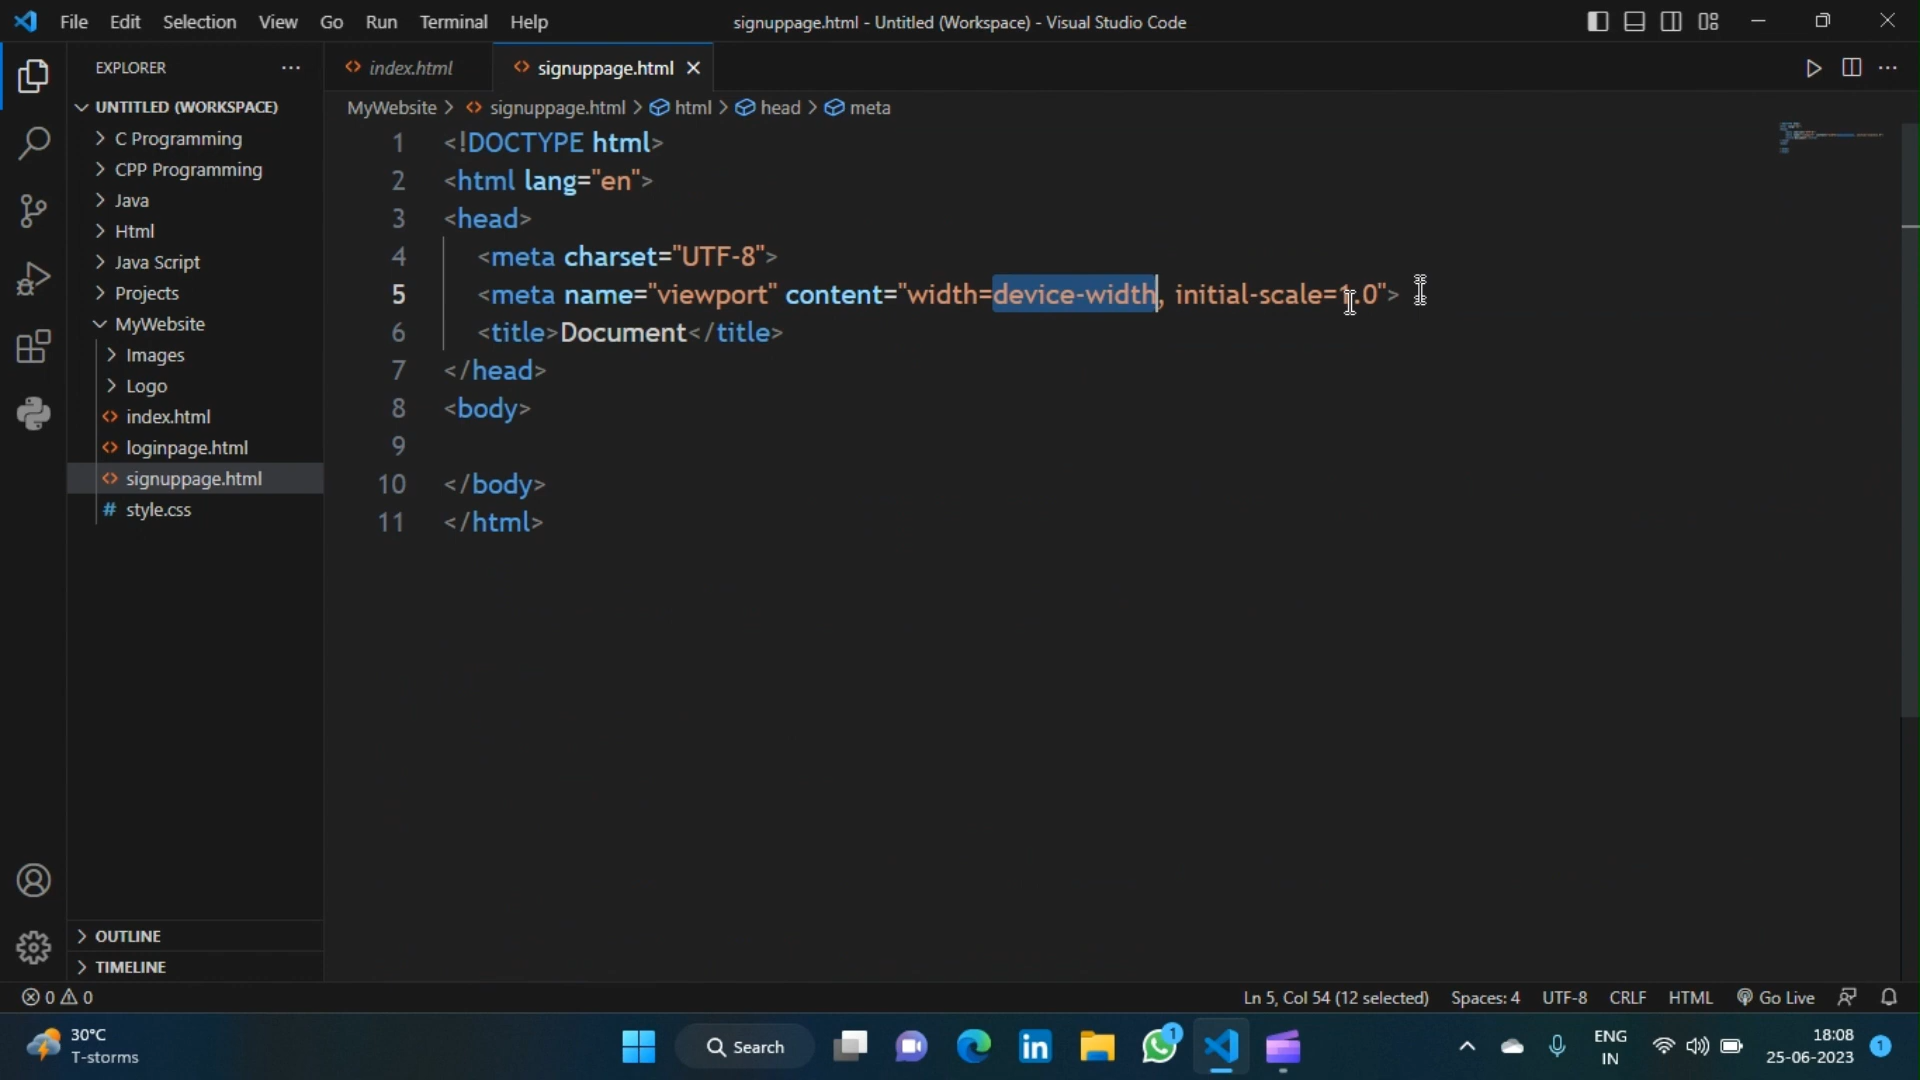 File Edit Selection View Go Run Terminal Help
signuppage.html - Untitled (Workspace) - Visual Studio Code
EXPLORER
UNTITLED (WORKSPACE)
C Programming
CPP Programming
Java
Html
Java Script
Projects
MyWebsite
Images
Logo
index.html
loginpage.html
signuppage.html
# style.css
OUTLINE
TIMELINE
index.html
signuppage.html
MyWebsite > signuppage.html > html > head > meta
1 <!DOCTYPE html>
2 <html lang="en">
3 <head>
4 <meta charset="UTF-8">
5 <meta name="viewport" content="width=device-width, initial-scale=1.0">
6 <title>Document</title>
7 </head>
8 <body>
9
10 </body>
11 </html>
0 0
Ln 5, Col 54 (12 selected) Spaces: 4 UTF-8 CRLF HTML Go Live
30°C
T-storms
Search
1
ENG
IN
18:08
25-06-2023
1